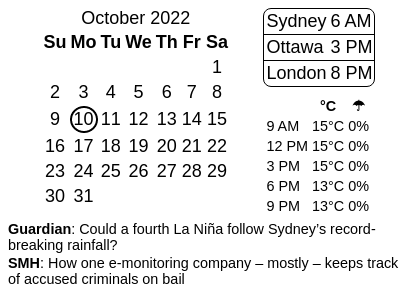 October 2022
Su Mo Tu We Th Fr Sa
1
2 3 4 5 6 7 8
9 10 11 12 13 14 15
16 17 18 19 20 21 22
23 24 25 26 27 28 29
30 31
Sydney 6 AM
Ottawa 3 PM
London 8 PM
°C ☂
9 AM 15°C 0%
12 PM 15°C 0%
3 PM 15°C 0%
6 PM 13°C 0%
9 PM 13°C 0%
Guardian: Could a fourth La Niña follow Sydney’s record-
breaking rainfall?
SMH: How one e-monitoring company – mostly – keeps track
of accused criminals on bail